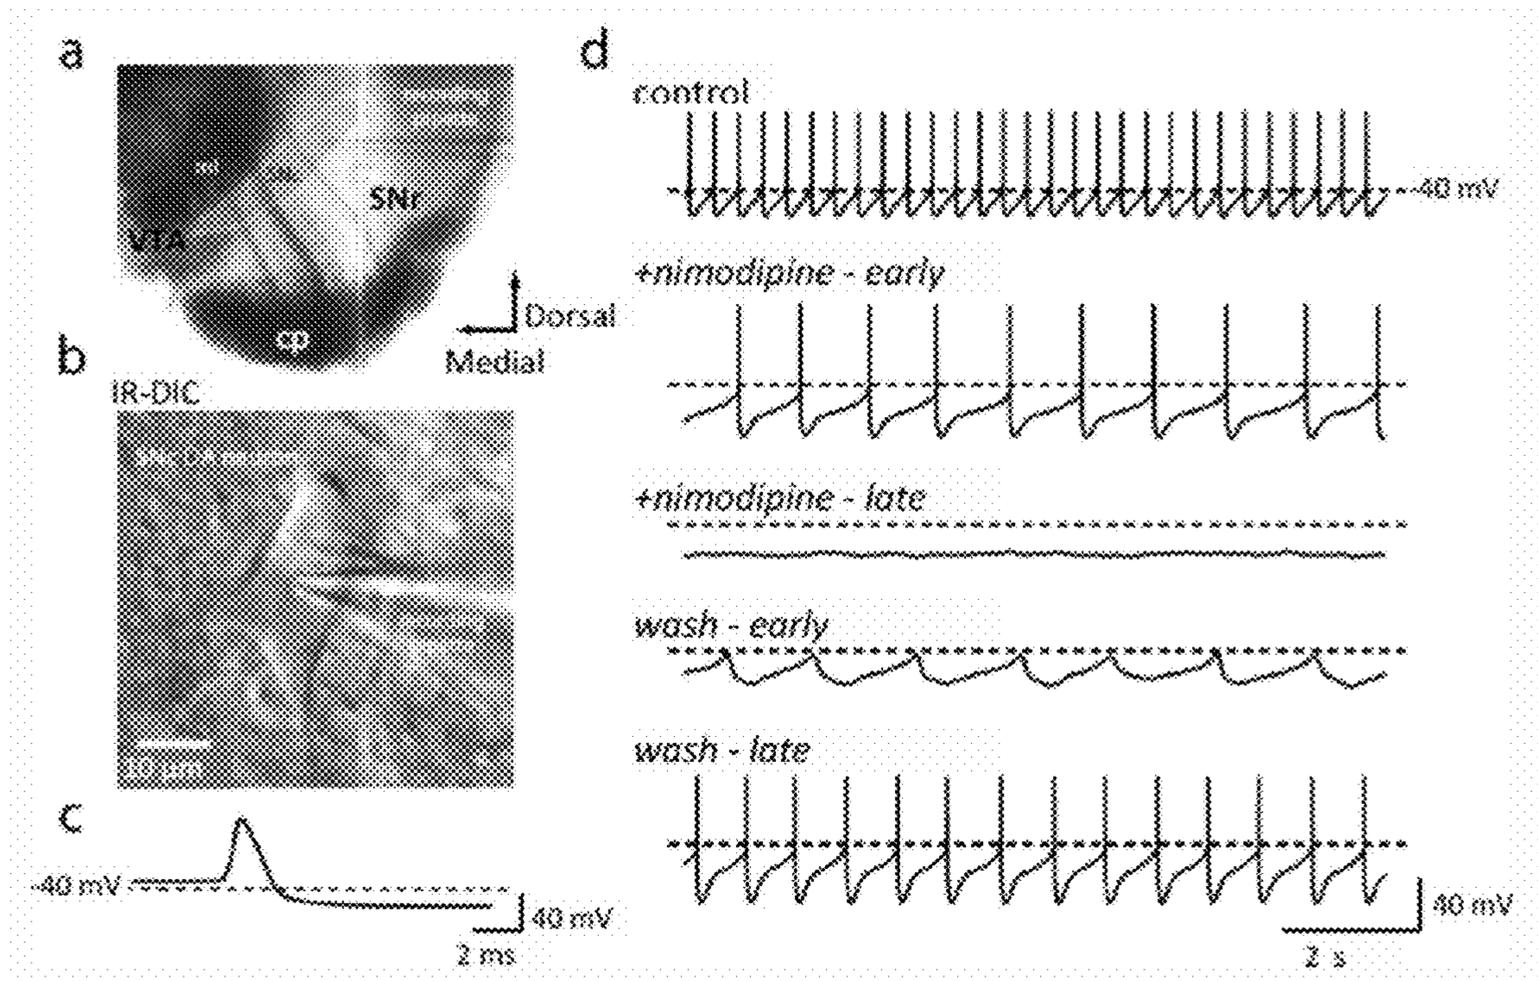 a
SNr
VTA
cp
Dorsal
Medial
b
IR-DIC
10 µm
c
-40 mV
40 mV
2 ms
d
control
-40 mV
+nimodipine - early
+nimodipine - late
wash - early
wash - late
40 mV
2 s